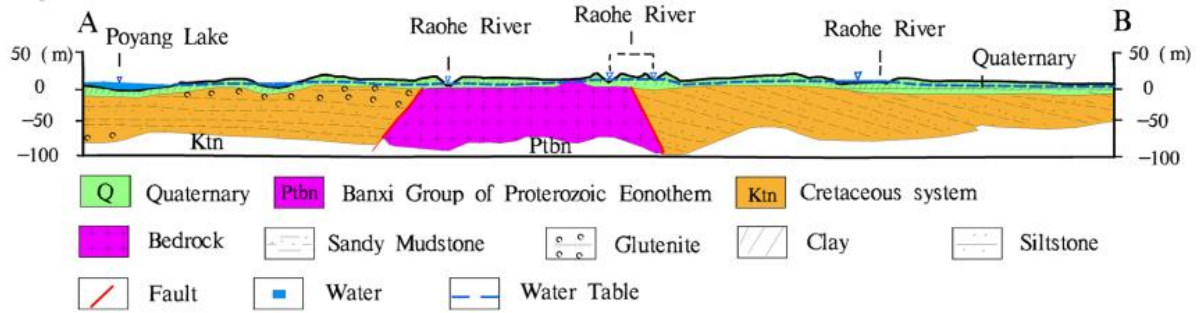 A Raohe River Raohe River Raohe River B
Poyang Lake
Quaternary
50 (m) 50 (m)
0 0
−50 −50
−100 −100
Ktn Ptbn
Q Quaternary Ptbn Banxi Group of Proterozoic Eonothem Ktn Cretaceous system
Bedrock Sandy Mudstone Glutenite Clay Siltstone
Fault Water Water Table